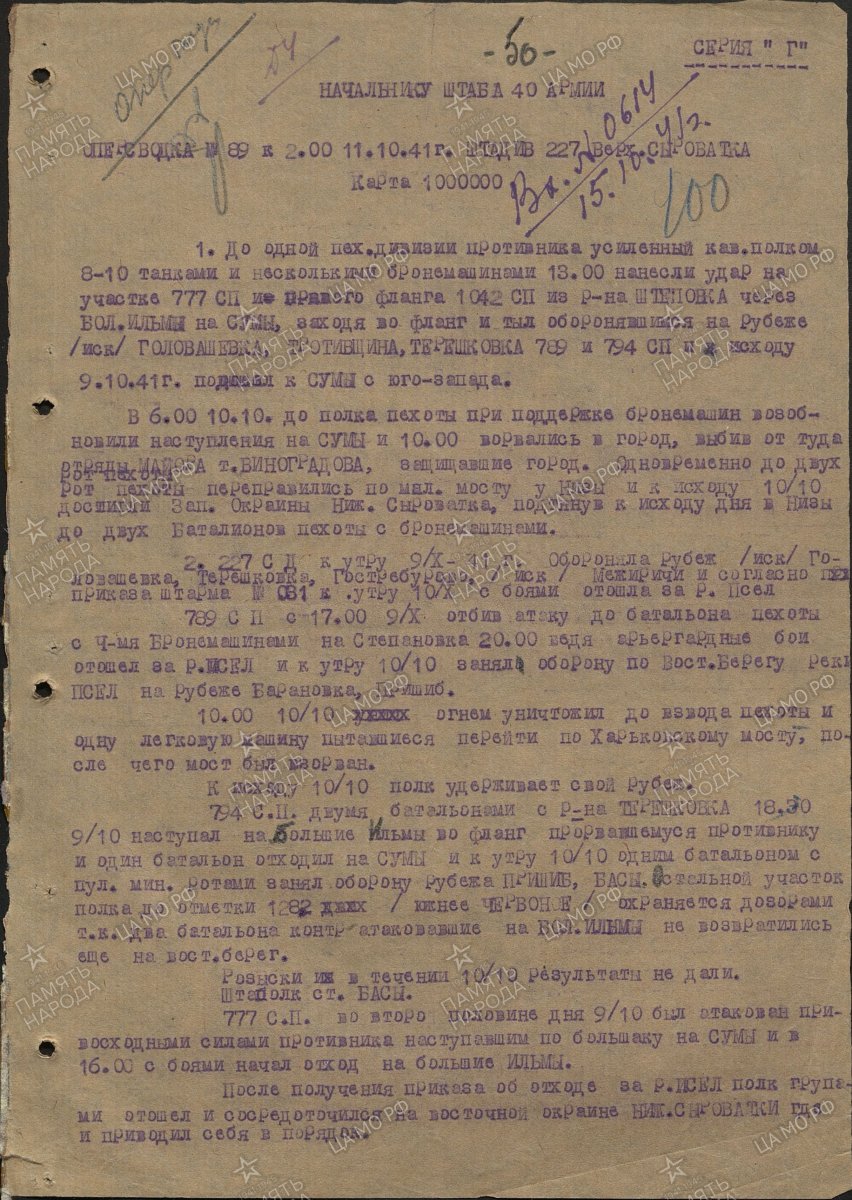 -50-
СЕРИЯ " Г"
НАЧАЛЬНИКУ ШТАБА 40 АРМИИ
Вх. № 0614
15.10.41г.
100
ОПЕРСВОДКА № 89 к 2.00 11.10.41г. ШТАДИВ 227 Верх.СЫРОВАТКА
Карта 1000000
1. До одной пех.дивизии противника усиленный кав.полком
8-10 танками и несколькими бронемашинами 13.00 нанесли удар на
участке 777 СП и правого фланга 1042 СП из р-на ШТЕПОВКА через
БОЛ.ИЛЬМЫ на СУМЫ, заходя во фланг и тыл оборонявшимся на Рубеже
/иск/ ГОЛОВАШЕВКА, ТРОТИВЩИНА,ТЕРЕШКОВКА 789 и 794 СП и к исходу
9.10.41г. подошел к СУМЫ с юго-запада.
В 6.00 10.10. до полка пехоты при поддержке бронемашин возоб-
новили наступления на СУМЫ и 10.00 ворвались в город, выбив от туда
отряды МАЙОРА т.ВИНОГРАДОВА, защищавшие город. Одновременно до двух
рот пехоты
рот пехоты переправились по мал. мосту у Низы и к исходу 10/10
достигли Зап. Окраины Ниж. Сыроватка, подтянув к исходу дня в Низы
до двух Баталионов пехоты с бронемашинами.
2. 227 С Д к утру 9/X- 41 г. Обороняла Рубеж /иск/ Го-
ловашевка, Терешковка, Гостребурово, / иск / Межиричи и согласно
приказа штарма № 081 к .утру 10/X с боями отошла за р. Псел
789 С П с 17.00 9/X отбив атаку до батальона пехоты
с Ч-мя Бронемашинами на Степановка 20.00 ведя арьергардные бои
отошел за р.ПСЕЛ и к утру 10/10 занял оборону по Вост.Берегу реки
ПСЕЛ на Рубеже Барановка, Пришиб.
10.00 10/10 огнем уничтожил до взвода пехоты и
одну легковую машину пытавшиеся перейти по Харьковскому мосту, по-
сле чего мост был взорван.
К исходу 10/10 полк удерживает свой Рубеж.
794 С.П. двумя батальонами с р-на ТЕРЕШКОВКА 18.30
9/10 наступал на Большие Ильмы во фланг прорвавшемуся противнику
и один батальон отходил на СУМЫ и к утру 10/10 одним батальоном с
пул. мин. ротами занял оборону Рубежа ПРИШИБ, БАСЫ. Остальной участок
полка до отметки 128,2 / южнее ЧЕРВОНОЕ / охраняется дозорами
т.к. два батальона контр атаковавшие на БОЛ.ИЛЬМЫ не возвратились
еще на вост.берег.
Розыски их в течении 10/10 результаты не дали.
Штаполк ст. БАСЫ.
777 С.П. во второ половине дня 9/10 был атакован при-
восходными силами противника наступавшим по большаку на СУМЫ и в
16.00 с боями начал отход на большие ИЛЬМЫ.
После получения приказа об отходе за р.ПСЕЛ полк група-
ми отошел и сосредоточился на восточной окраине НИЖ.СЫРОВАТКИ где
и приводил себя в порядок.